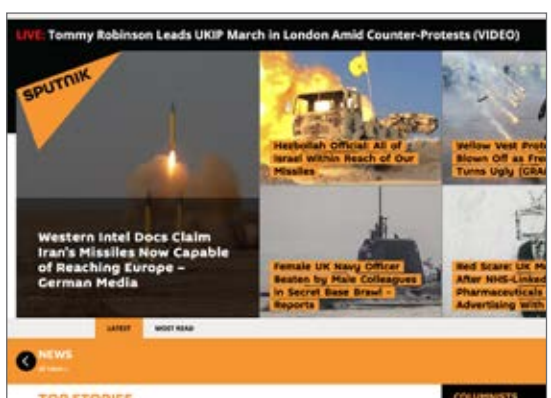 LIVE: Tommy Robinson Leads UKIP March in London Amid Counter-Protests (VIDEO)
SPUTNIK
Western Intel Docs Claim
Iran's Missiles Now Capable
of Reaching Europe –
German Media
Hezbollah Official: All of
Israel Within Reach of Our
Missiles
Yellow Vest Prot
Blown Off as Fre
Turns Ugly (GRA
Female UK Navy Officer
Beaten by Male Colleagues
in Secret Base Brawl –
Reports
Red Scare: UK M
After NHS-Linked
Pharmaceuticals
Advertising With
LATEST
MOST READ
NEWS
TOP STORIES
COLUMNISTS